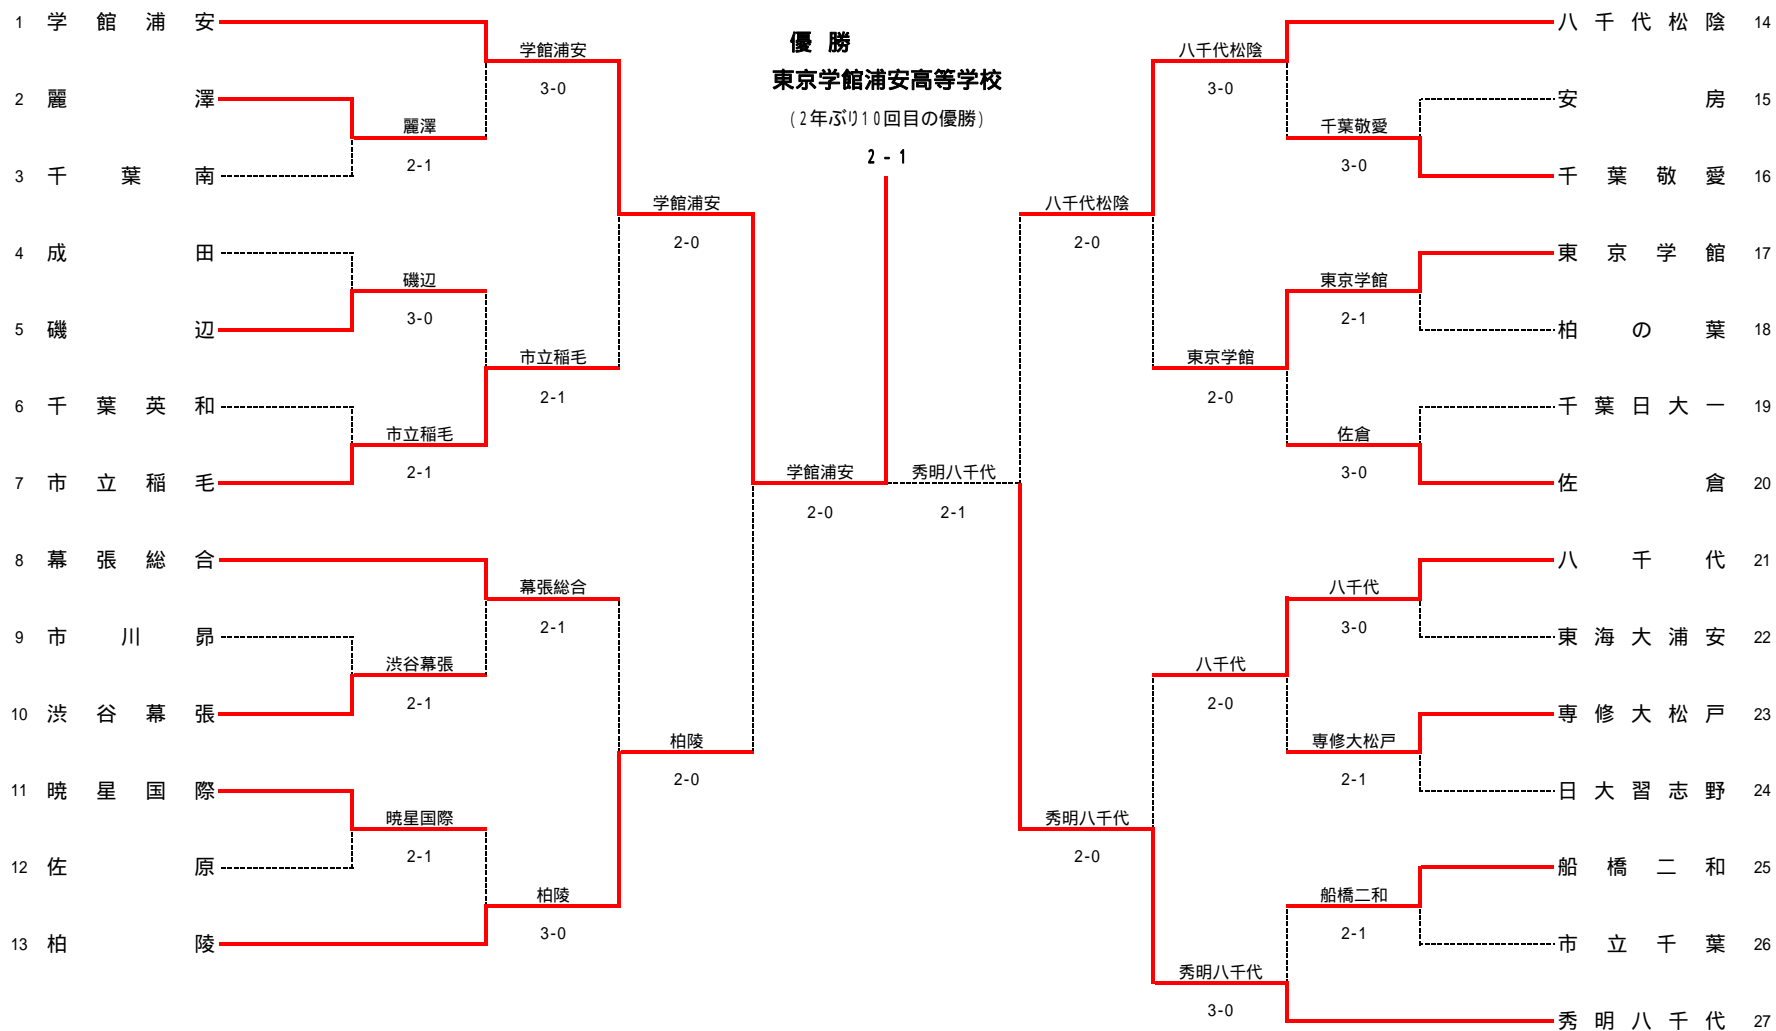 優 勝
東京学館浦安高等学校
(2年ぶり10回目の優勝)
2 - 1
1 学館浦安
2 麗澤
3 千葉南
4 成田
5 磯辺
6 千葉英和
7 市立稲毛
8 幕張総合
9 市川昴
10 渋谷幕張
11 暁星国際
12 佐原
13 柏陵
麗澤
2-1
磯辺
3-0
市立稲毛
2-1
渋谷幕張
2-1
暁星国際
2-1
学館浦安
3-0
市立稲毛
2-1
幕張総合
2-1
柏陵
3-0
学館浦安
2-0
柏陵
2-0
学館浦安
2-0
秀明八千代
2-1
八千代松陰
2-0
秀明八千代
2-0
八千代松陰
3-0
東京学館
2-0
八千代
2-0
秀明八千代
3-0
千葉敬愛
3-0
東京学館
2-1
佐倉
3-0
八千代
3-0
専修大松戸
2-1
船橋二和
2-1
八千代松陰 14
安房 15
千葉敬愛 16
東京学館 17
柏の葉 18
千葉日大一 19
佐倉 20
八千代 21
東海大浦安 22
専修大松戸 23
日大習志野 24
船橋二和 25
市立千葉 26
秀明八千代 27